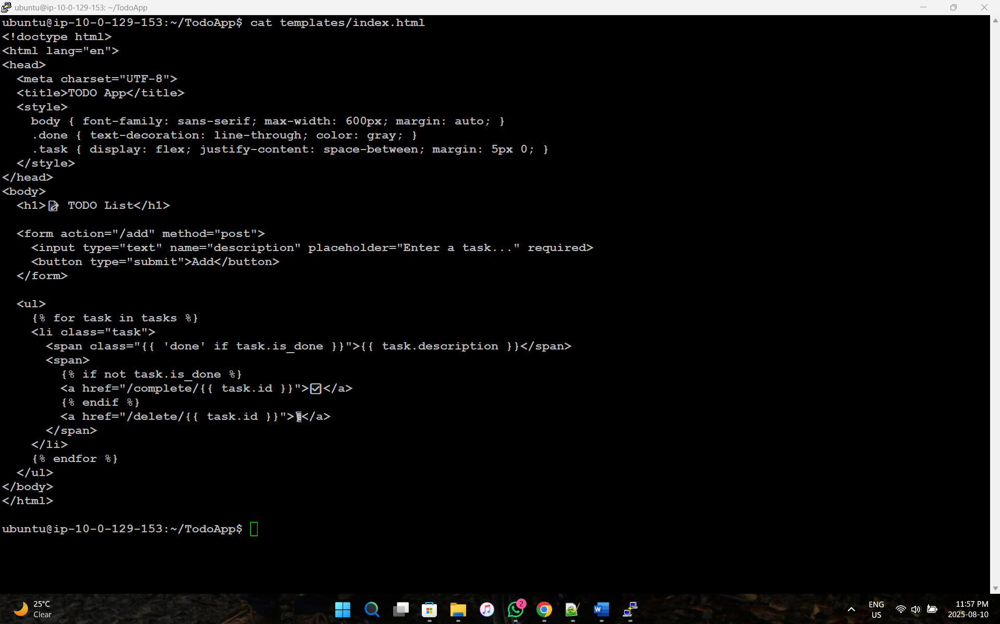 ubuntu@ip-10-0-129-153: ~/TodoApp
ubuntu@ip-10-0-129-153:~/TodoApp$ cat templates/index.html
<!doctype html>
<html lang="en">
<head>
  <meta charset="UTF-8">
  <title>TODO App</title>
  <style>
    body { font-family: sans-serif; max-width: 600px; margin: auto; }
    .done { text-decoration: line-through; color: gray; }
    .task { display: flex; justify-content: space-between; margin: 5px 0; }
  </style>
</head>
<body>
  <h1>📝 TODO List</h1>

  <form action="/add" method="post">
    <input type="text" name="description" placeholder="Enter a task..." required>
    <button type="submit">Add</button>
  </form>

  <ul>
    {% for task in tasks %}
    <li class="task">
      <span class="{{ 'done' if task.is_done }}">{{ task.description }}</span>
      <span>
        {% if not task.is_done %}
        <a href="/complete/{{ task.id }}">☑</a>
        {% endif %}
        <a href="/delete/{{ task.id }}"></a>
      </span>
    </li>
    {% endfor %}
  </ul>
</body>
</html>

ubuntu@ip-10-0-129-153:~/TodoApp$
25°C
Clear
2
ENG
US
11:57 PM
2025-08-10